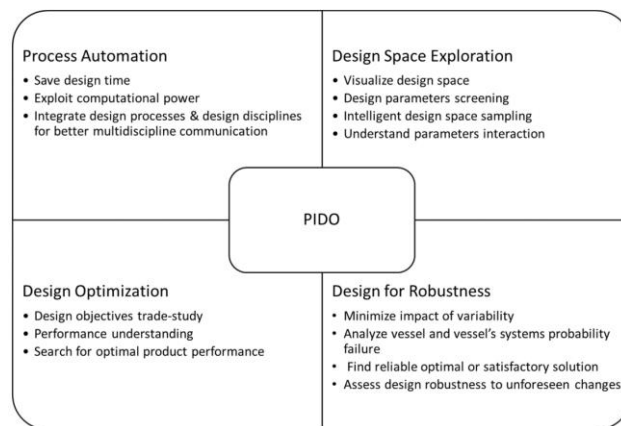 Process Automation
• Save design time
• Exploit computational power
• Integrate design processes & design disciplines
for better multidiscipline communication
Design Space Exploration
• Visualize design space
• Design parameters screening
• Intelligent design space sampling
• Understand parameters interaction
PIDO
Design Optimization
• Design objectives trade-study
• Performance understanding
• Search for optimal product performance
Design for Robustness
• Minimize impact of variability
• Analyze vessel and vessel's systems probability
failure
• Find reliable optimal or satisfactory solution
• Assess design robustness to unforeseen changes